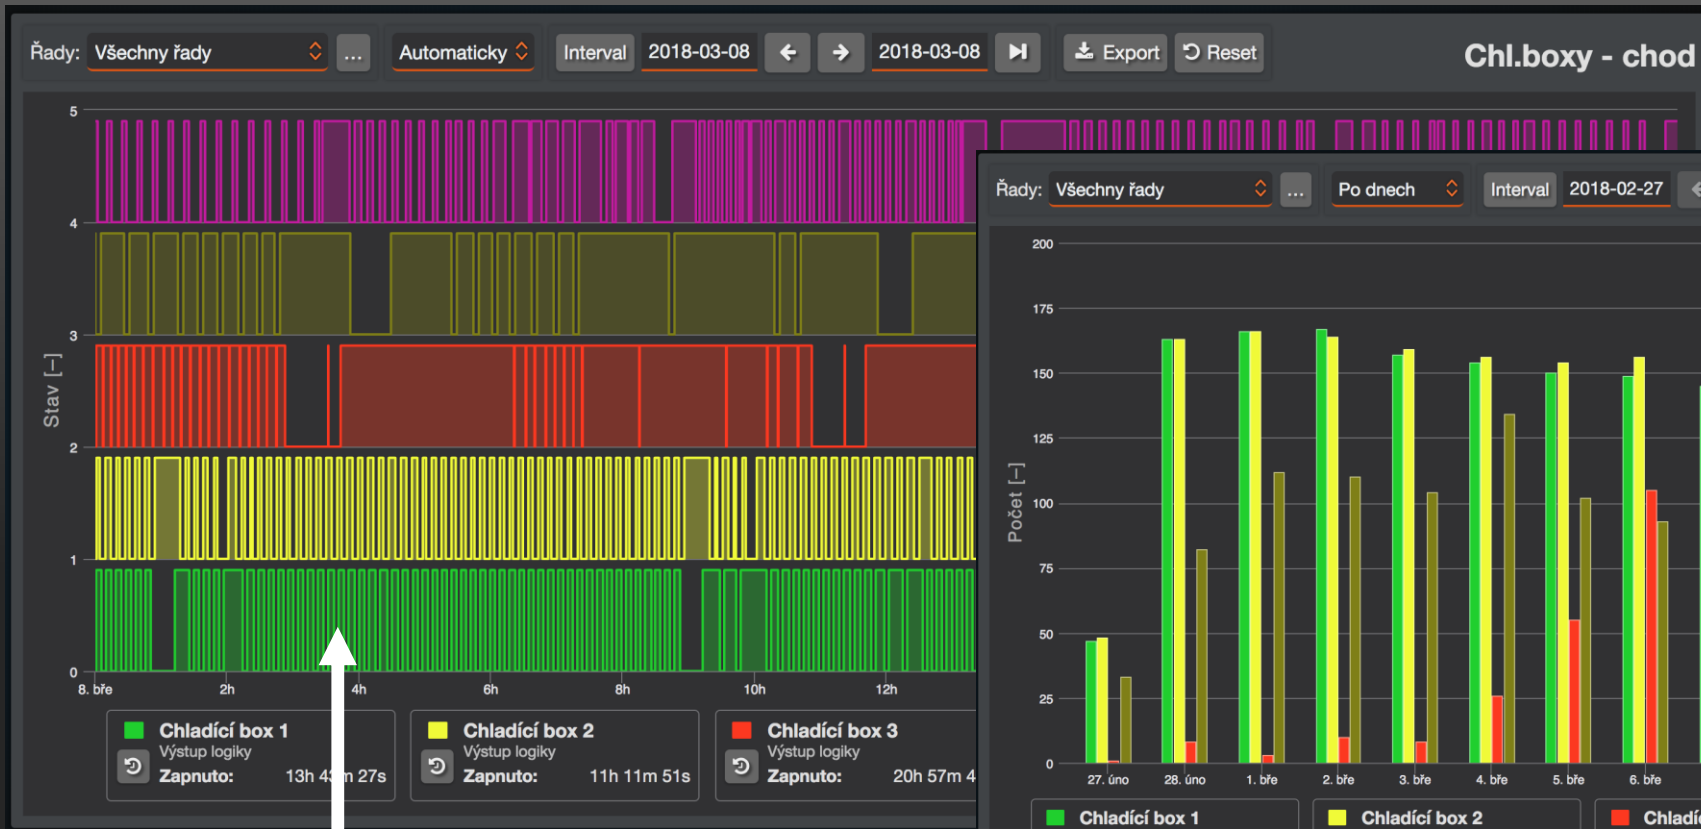 Řady: Všechny řady ... Automaticky Interval 2018-03-08 2018-03-08 Export Reset
Chl.boxy - chod
5
4
3
2
1
0
Stav [–]
8. bře 2h 4h 6h 8h 10h 12h
Chladící box 1
Výstup logiky
Zapnuto: 13h 4 m 27s
Chladící box 2
Výstup logiky
Zapnuto: 11h 11m 51s
Chladící box 3
Výstup logiky
Zapnuto: 20h 57m 4
Řady: Všechny řady ... Po dnech Interval 2018-02-27
200
175
150
125
100
75
50
25
0
Počet [–]
27. úno 28. úno 1. bře 2. bře 3. bře 4. bře 5. bře 6. bře
Chladící box 1
Chladící box 2
Chladí